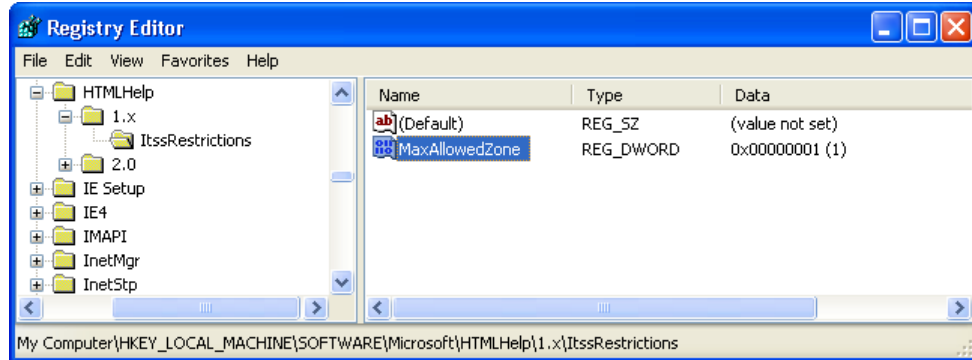 Registry Editor
File Edit View Favorites Help
HTMLHelp
1.x
ItssRestrictions
2.0
IE Setup
IE4
IMAPI
InetMgr
InetStp
Name Type Data
(Default) REG_SZ (value not set)
MaxAllowedZone REG_DWORD 0x00000001 (1)
My Computer\HKEY_LOCAL_MACHINE\SOFTWARE\Microsoft\HTMLHelp\1.x\ItssRestrictions